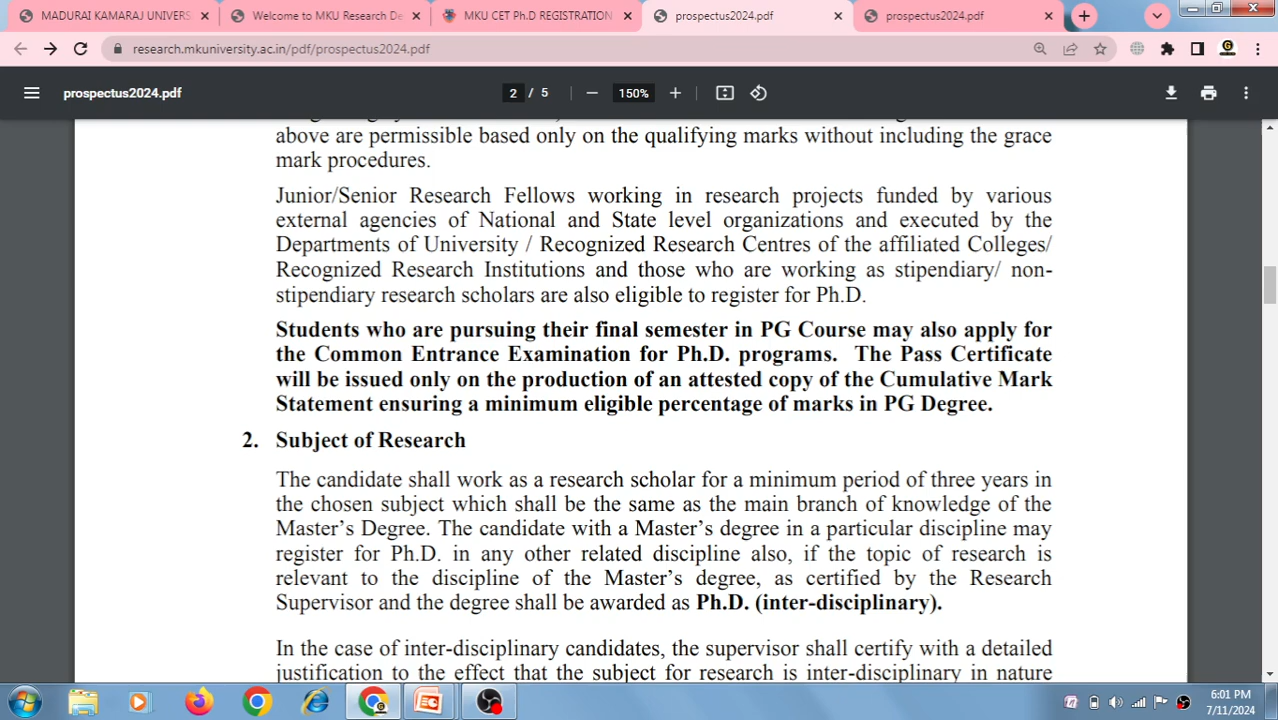 MADURAI KAMARAJ UNIVERS
Welcome to MKU Research De
MKU CET Ph.D REGISTRATION
prospectus2024.pdf
prospectus2024.pdf
research.mkuniversity.ac.in/pdf/prospectus2024.pdf
prospectus2024.pdf
2 / 5
150%
above are permissible based only on the qualifying marks without including the grace
mark procedures.
Junior/Senior Research Fellows working in research projects funded by various
external agencies of National and State level organizations and executed by the
Departments of University / Recognized Research Centres of the affiliated Colleges/
Recognized Research Institutions and those who are working as stipendiary/ non-
stipendiary research scholars are also eligible to register for Ph.D.
Students who are pursuing their final semester in PG Course may also apply for
the Common Entrance Examination for Ph.D. programs. The Pass Certificate
will be issued only on the production of an attested copy of the Cumulative Mark
Statement ensuring a minimum eligible percentage of marks in PG Degree.
2. Subject of Research
The candidate shall work as a research scholar for a minimum period of three years in
the chosen subject which shall be the same as the main branch of knowledge of the
Master's Degree. The candidate with a Master's degree in a particular discipline may
register for Ph.D. in any other related discipline also, if the topic of research is
relevant to the discipline of the Master's degree, as certified by the Research
Supervisor and the degree shall be awarded as Ph.D. (inter-disciplinary).
In the case of inter-disciplinary candidates, the supervisor shall certify with a detailed
justification to the effect that the subject for research is inter-disciplinary in nature
6:01 PM
7/11/2024